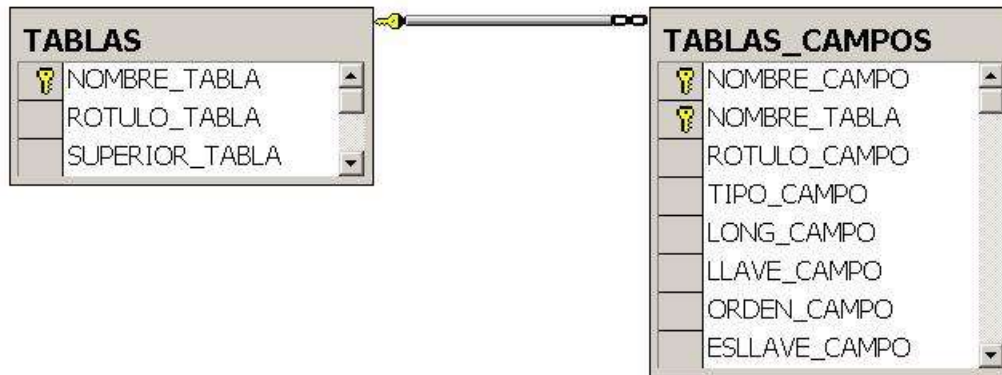 TABLAS
NOMBRE_TABLA
ROTULO_TABLA
SUPERIOR_TABLA
TABLAS_CAMPOS
NOMBRE_CAMPO
NOMBRE_TABLA
ROTULO_CAMPO
TIPO_CAMPO
LONG_CAMPO
LLAVE_CAMPO
ORDEN_CAMPO
ESLLAVE_CAMPO